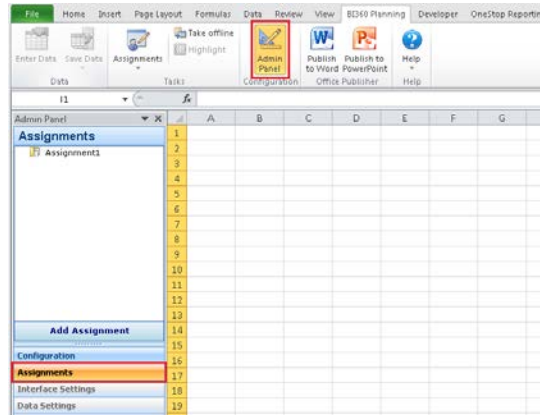 File Home Insert Page Layout Formulas Data Review View BI360 Planning Developer OneStop Reportin
Enter Data Save Data Assignments Take offline Highlight Admin Panel Publish to Word Publish to PowerPoint Help
Data Tasks Configuration Office Publisher Help
I1 fx
Admin Panel A B C D E F G
Assignments 1
Assignment1 2
3
4
5
6
7
8
9
10
11
12
13
Add Assignment 14
15
Configuration 16
Assignments 17
Interface Settings 18
Data Settings 19